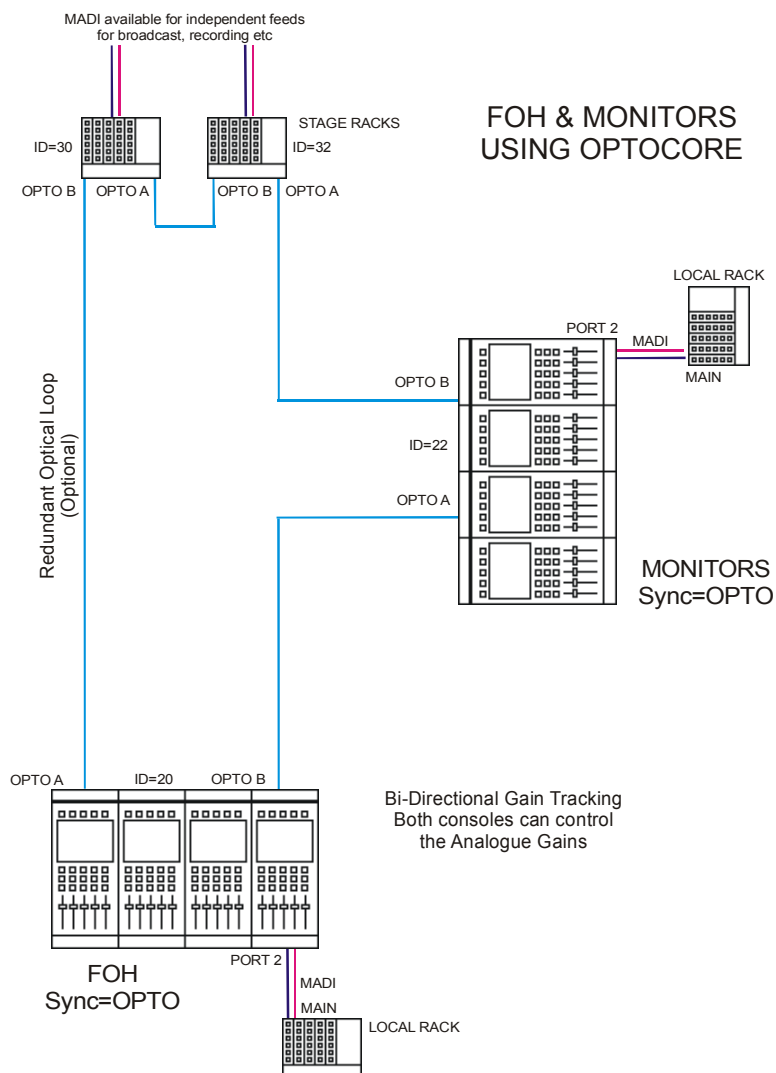 MADI available for independent feeds
for broadcast, recording etc
FOH & MONITORS
USING OPTOCORE
STAGE RACKS
ID=30
ID=32
OPTO B
OPTO A
OPTO B
OPTO A
LOCAL RACK
PORT 2
MADI
MAIN
OPTO B
ID=22
OPTO A
Redundant Optical Loop
(Optional)
MONITORS
Sync=OPTO
OPTO A
ID=20
OPTO B
Bi-Directional Gain Tracking
Both consoles can control
the Analogue Gains
PORT 2
FOH
Sync=OPTO
MADI
MAIN
LOCAL RACK